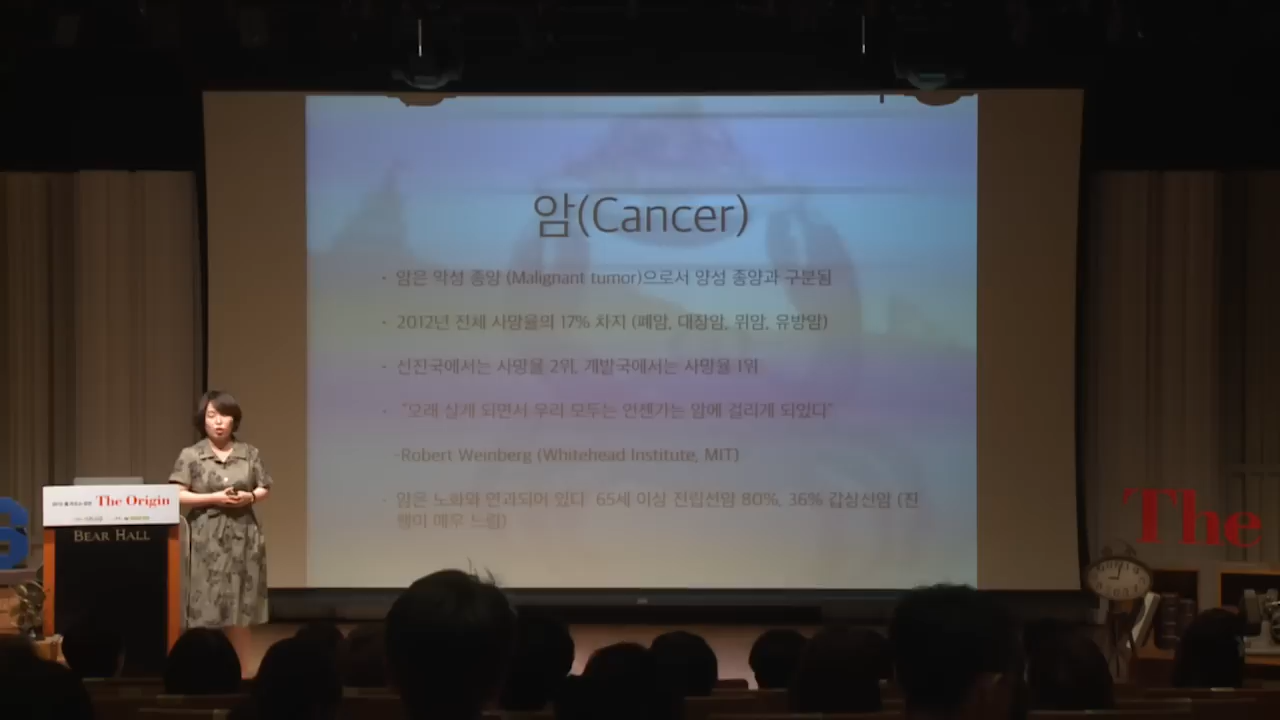 암(Cancer)
• 암은 악성 종양 (Malignant tumor)으로서 양성 종양과 구분됨
• 2012년 전체 사망율의 17% 차지 (폐암, 대장암, 위암, 유방암)
• 선진국에서는 사망율 2위, 개발국에서는 사망율 1위
• "오래 살게 되면서 우리 모두는 언젠가는 암에 걸리게 되었다"
-Robert Weinberg (Whitehead Institute, MIT)
• 암은 노화와 연관되어 있다 65세 이상 전립선암 80%, 36% 갑상선암 (진
행이 매우 느림)
The Origin
BEAR HALL
The